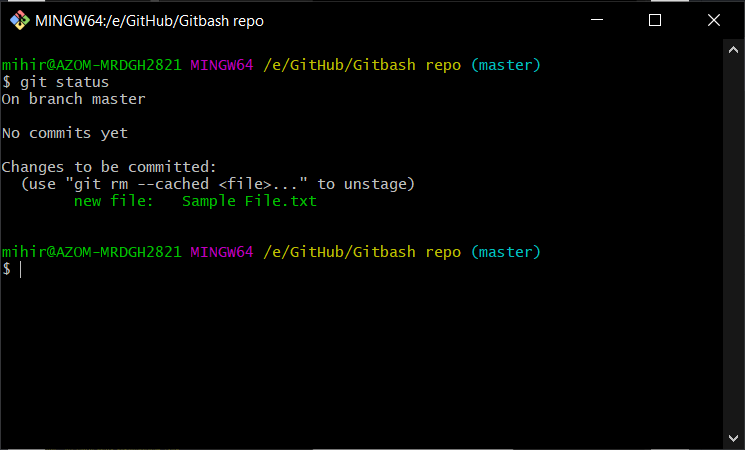 MINGW64:/e/GitHub/Gitbash repo
mihir@AZOM-MRDGH2821 MINGW64 /e/GitHub/Gitbash repo (master)
$ git status
On branch master
No commits yet
Changes to be committed:
  (use "git rm --cached <file>..." to unstage)
        new file:   Sample File.txt
mihir@AZOM-MRDGH2821 MINGW64 /e/GitHub/Gitbash repo (master)
$